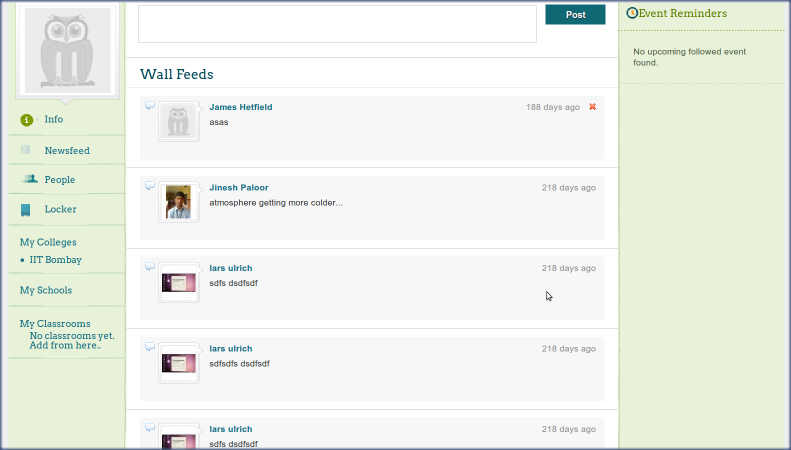 Post
Event Reminders
No upcoming followed event
found.
Wall Feeds
James Hetfield
188 days ago
asas
Info
Newsfeed
People
Locker
My Colleges
IIT Bombay
My Schools
My Classrooms
No classrooms yet.
Add from here..
Jinesh Paloor
218 days ago
atmosphere getting more colder...
lars ulrich
218 days ago
sdfs dsdfsdf
lars ulrich
218 days ago
sdfsdfs dsdfsdf
lars ulrich
218 days ago
sdfs dsdfsdf